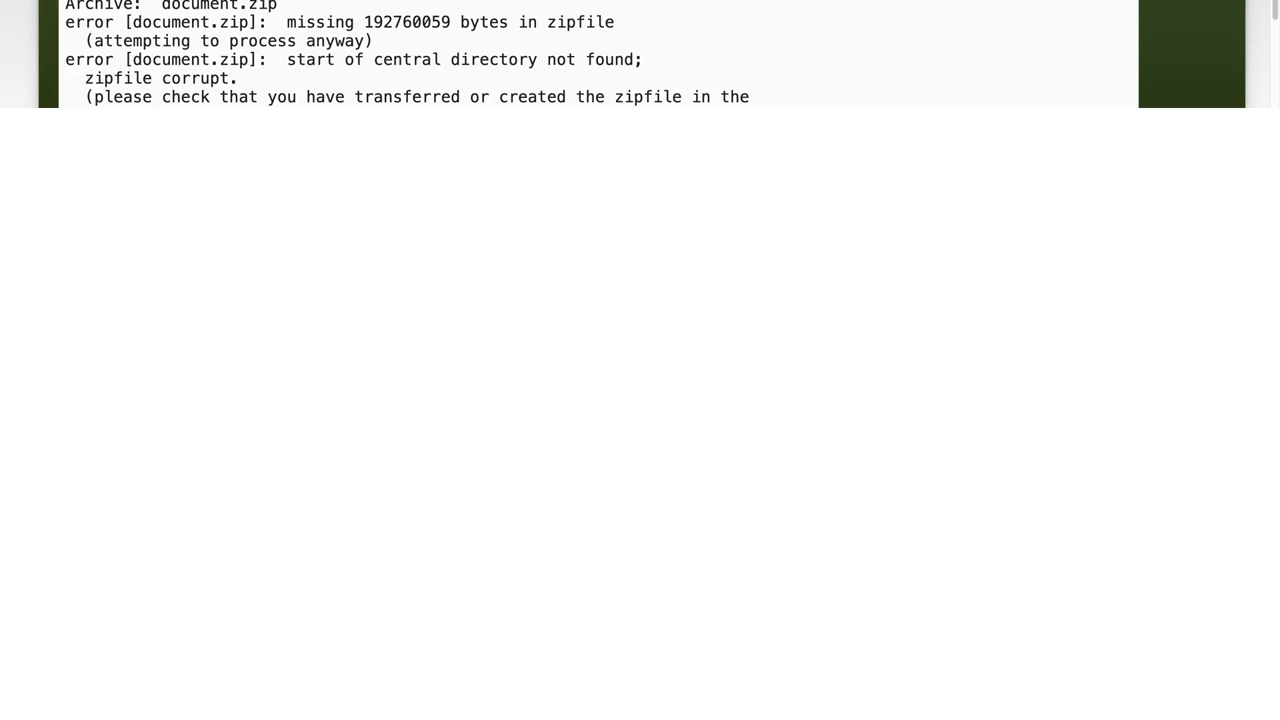 Archive:  document.zip
error [document.zip]:  missing 192760059 bytes in zipfile
  (attempting to process anyway)
error [document.zip]:  start of central directory not found;
  zipfile corrupt.
  (please check that you have transferred or created the zipfile in the